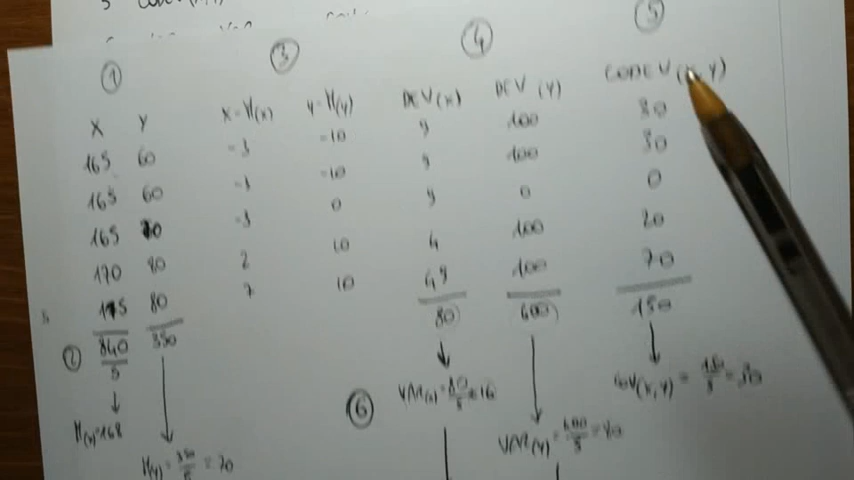 ① ③ ④ ⑤
X Y X-M(x) Y-M(y) DEV(X) DEV(Y) CODEV(X,Y)
165 60 -3 -10 9 100 30
165 60 -3 -10 9 100 30
165 70 -3 0 9 0 0
170 80 2 10 4 100 20
175 80 7 10 49 100 70
② 840 350 80 400 150
5
M(x)=168
M(y)=350/5=70
⑥ VAR(x)=80/5=16
VAR(y)=400/5=80
COV(X,Y)=150/5=30